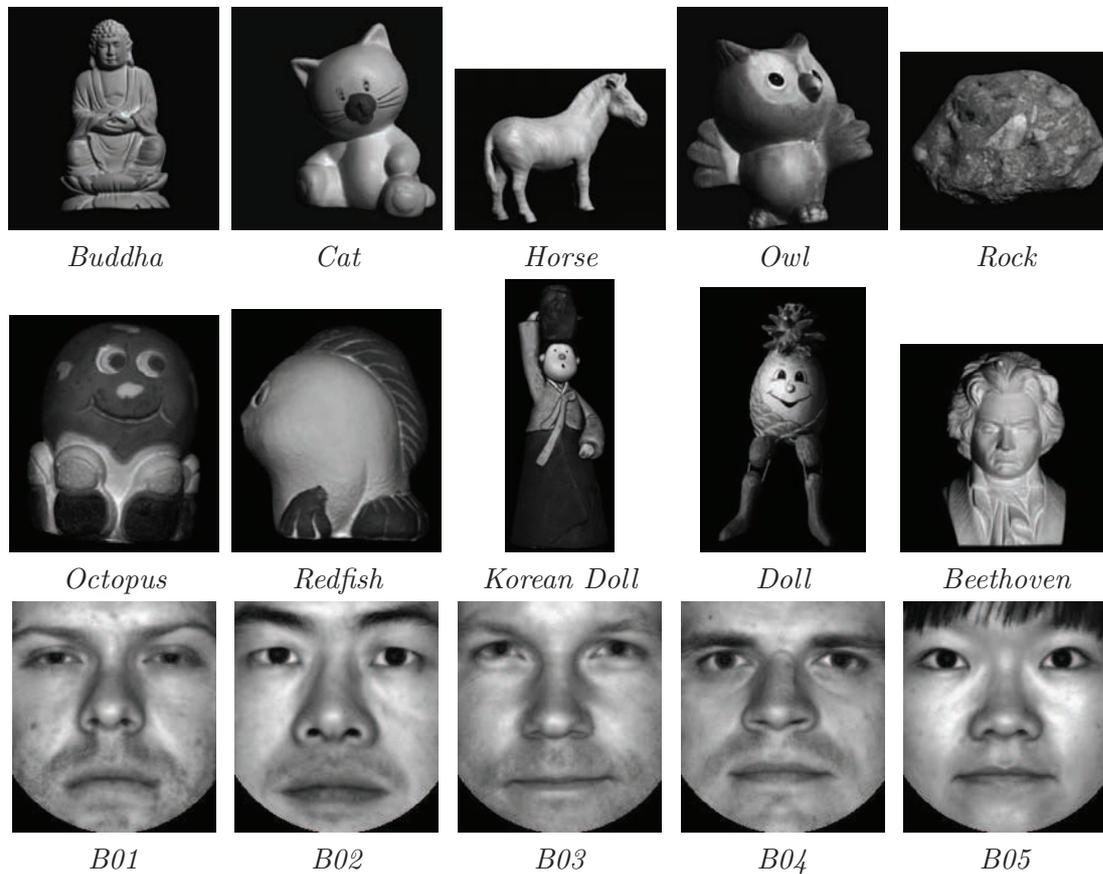 Buddha Cat Horse Owl Rock
Octopus Redfish Korean Doll Doll Beethoven
B01 B02 B03 B04 B05